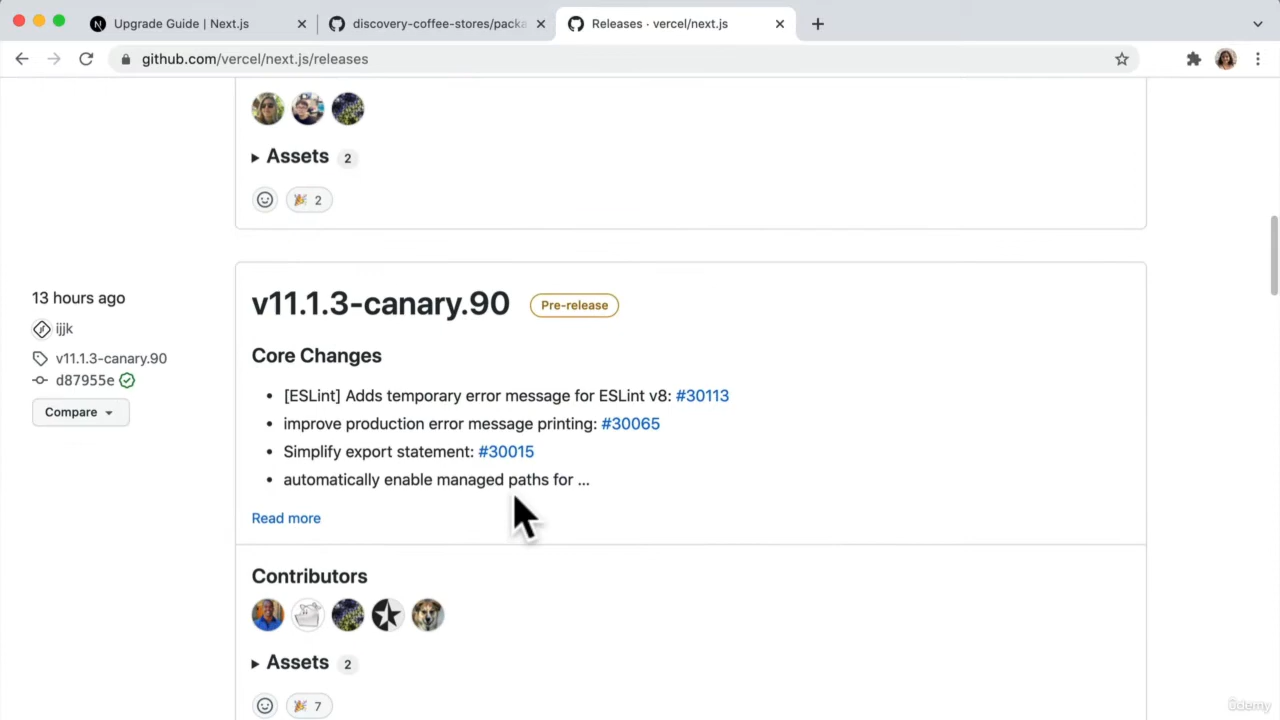 Upgrade Guide | Next.js
discovery-coffee-stores/packa
Releases · vercel/next.js
github.com/vercel/next.js/releases
Assets 2
2
13 hours ago
ijjk
v11.1.3-canary.90
d87955e
Compare
v11.1.3-canary.90 Pre-release
Core Changes
• [ESLint] Adds temporary error message for ESLint v8: #30113
• improve production error message printing: #30065
• Simplify export statement: #30015
• automatically enable managed paths for ...
Read more
Contributors
Assets 2
7
ûdemy